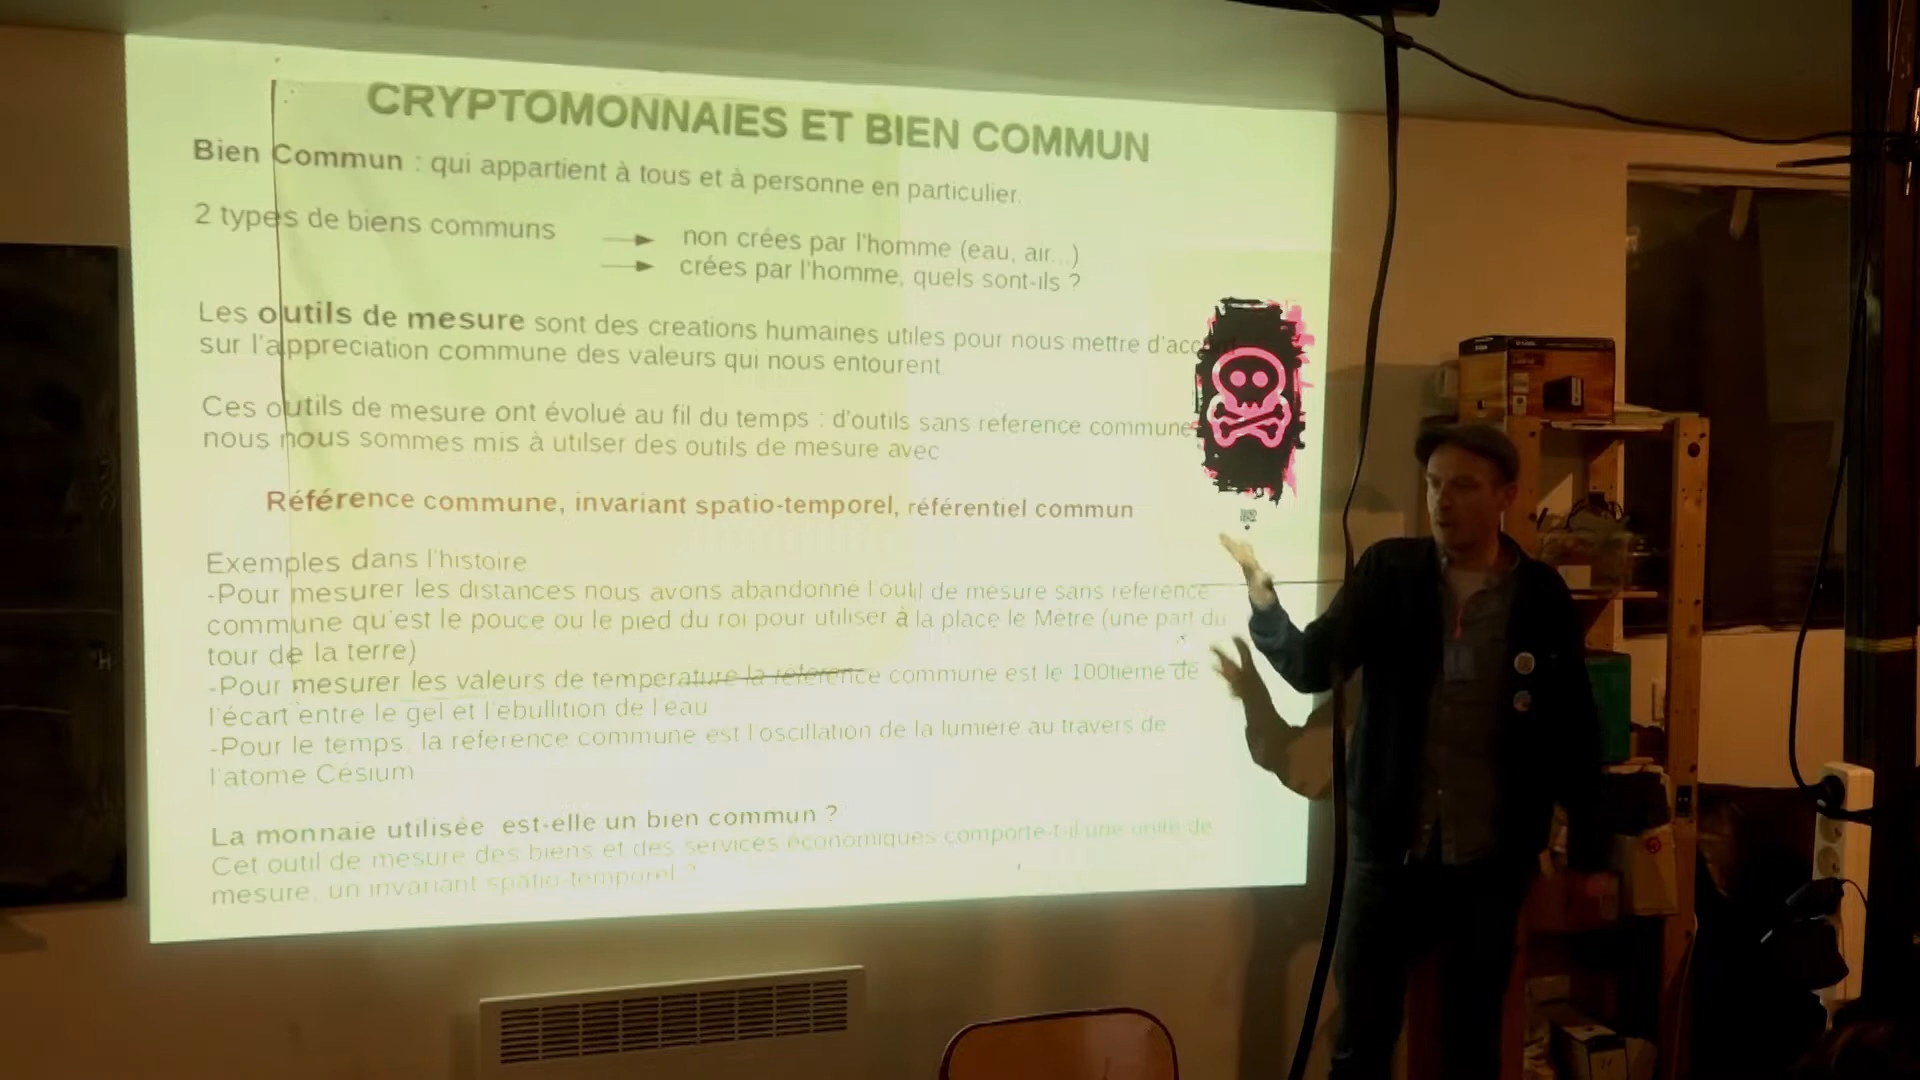 CRYPTOMONNAIES ET BIEN COMMUN
Bien Commun : qui appartient à tous et à personne en particulier.
2 types de biens communs
non crées par l'homme (eau, air...)
crées par l'homme, quels sont-ils ?
Les outils de mesure sont des creations humaines utiles pour nous mettre d'accord
sur l'appreciation commune des valeurs qui nous entourent
Ces outils de mesure ont évolué au fil du temps : d'outils sans reference commune
nous nous sommes mis à utilser des outils de mesure avec
Référence commune, invariant spatio-temporel, référentiel commun
Exemples dans l'histoire
-Pour mesurer les distances nous avons abandonné l'outil de mesure sans reference
commune qu'est le pouce ou le pied du roi pour utiliser à la place le Mètre (une part du
tour de la terre)
-Pour mesurer les valeurs de temperature la réference commune est le 100tieme de
l'écart entre le gel et l'ébullition de l'eau
-Pour le temps, la réference commune est l'oscillation de la lumière au travers de
l'atome Césium
La monnaie utilisée est-elle un bien commun ?
Cet outil de mesure des biens et des services économiques comporte-t-il une unité de
mesure, un invariant spatio-temporel ?